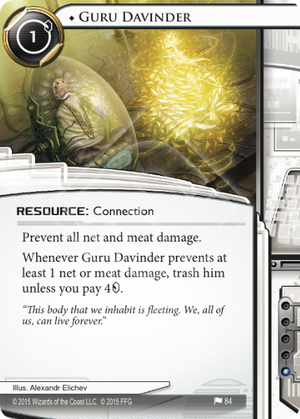 ♦ GURU DAVINDER
1
RESOURCE: Connection
Prevent all net and meat damage.
Whenever Guru Davinder prevents at
least 1 net or meat damage, trash him
unless you pay 4.
“This body that we inhabit is fleeting. We, all of
us, can live forever.”
Illus. Alexandr Elichev
© 2015 Wizards of the Coast LLC. © 2015 FFG
84